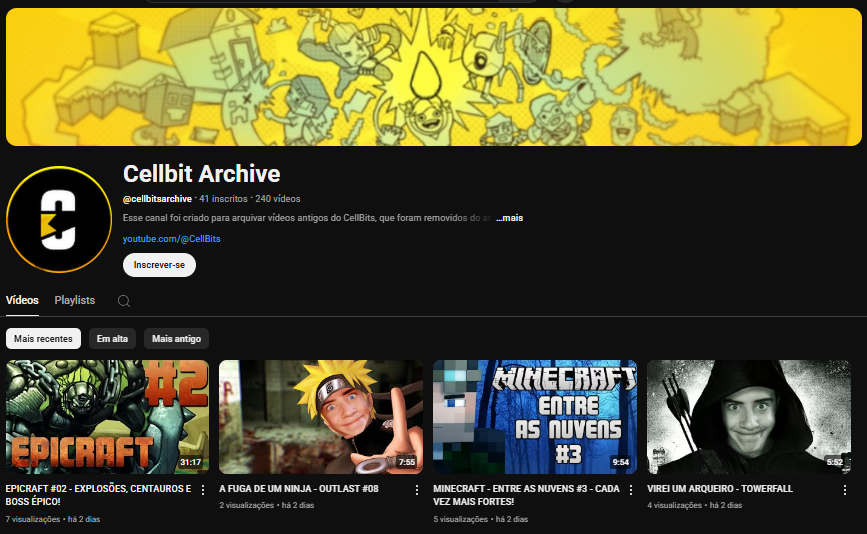 Cellbit Archive
@cellbitsarchive · 41 inscritos · 240 vídeos
Esse canal foi criado para arquivar vídeos antigos do CellBits, que foram removidos do ...mais
youtube.com/@CellBits
Inscrever-se
Vídeos Playlists
Mais recentes Em alta Mais antigo
#2
EPICRAFT
31:17
7:55
MINECRAFT
ENTRE
AS NUVENS
#3
9:54
5:52
EPICRAFT #02 - EXPLOSÕES, CENTAUROS E
BOSS ÉPICO!
7 visualizações • há 2 dias
A FUGA DE UM NINJA - OUTLAST #08
2 visualizações • há 2 dias
MINECRAFT - ENTRE AS NUVENS #3 - CADA
VEZ MAIS FORTES!
5 visualizações • há 2 dias
VIREI UM ARQUEIRO - TOWERFALL
4 visualizações • há 2 dias